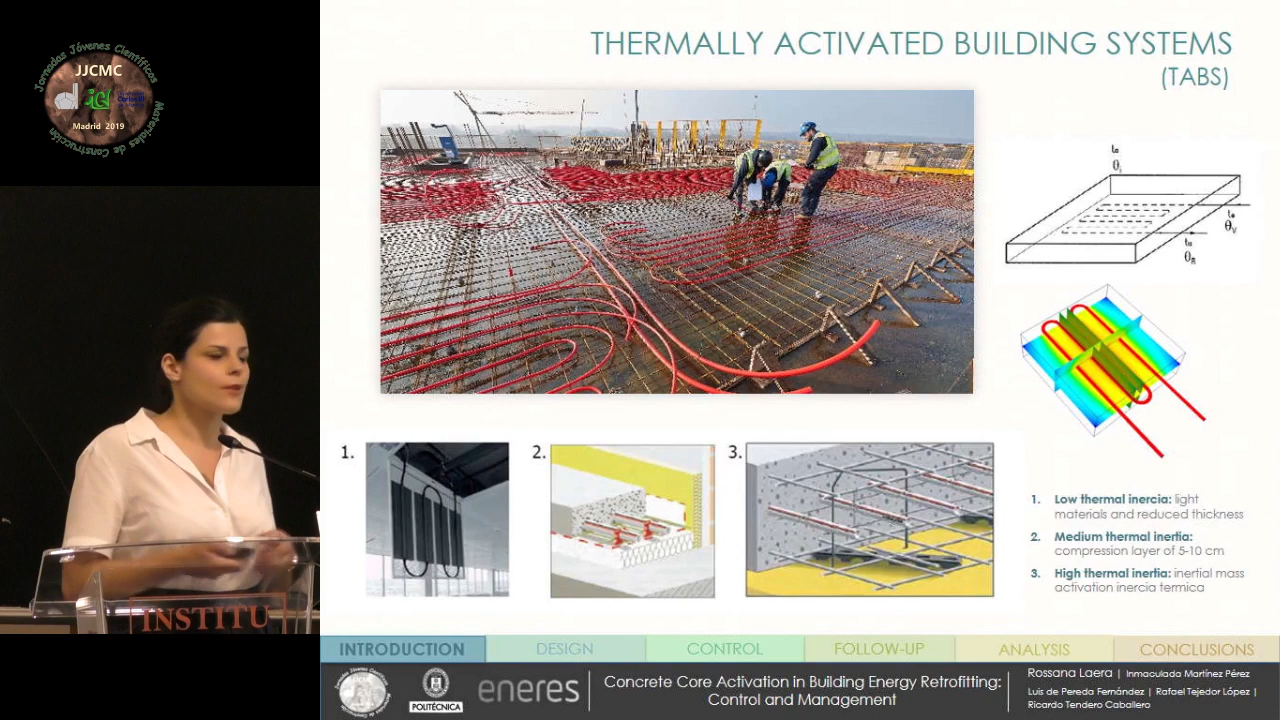 Jornadas Jóvenes Científicos
JJCMC
Madrid 2019
Materiales de Construcción
INSTITU
THERMALLY ACTIVATED BUILDING SYSTEMS
(TABS)
1.
2.
3.
1. Low thermal inercia: light
materials and reduced thickness
2. Medium thermal inertia:
compression layer of 5-10 cm
3. High thermal inertia: inertial mass
activation inercia termica
INTRODUCTION
DESIGN
CONTROL
FOLLOW-UP
ANALYSIS
CONCLUSIONS
POLITÉCNICA
eneres
Concrete Core Activation in Building Energy Retrofitting:
Control and Management
Rossana Laera | Inmaculada Martínez Pérez
Luis de Pereda Fernández | Rafael Tejedor López |
Ricardo Tendero Caballero